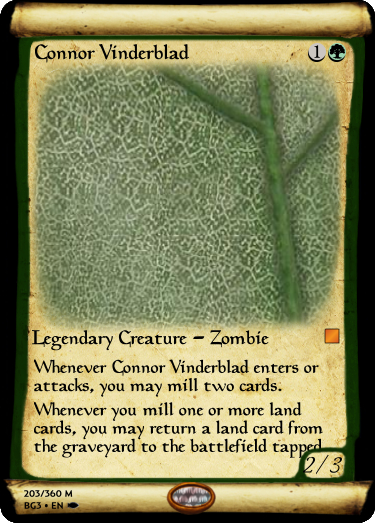 Connor Vinderblad 1
Legendary Creature – Zombie
Whenever Connor Vinderblad enters or
attacks, you may mill two cards.
Whenever you mill one or more land
cards, you may return a land card from
the graveyard to the battlefield tapped
2/3
203/360 M
BG3 • EN